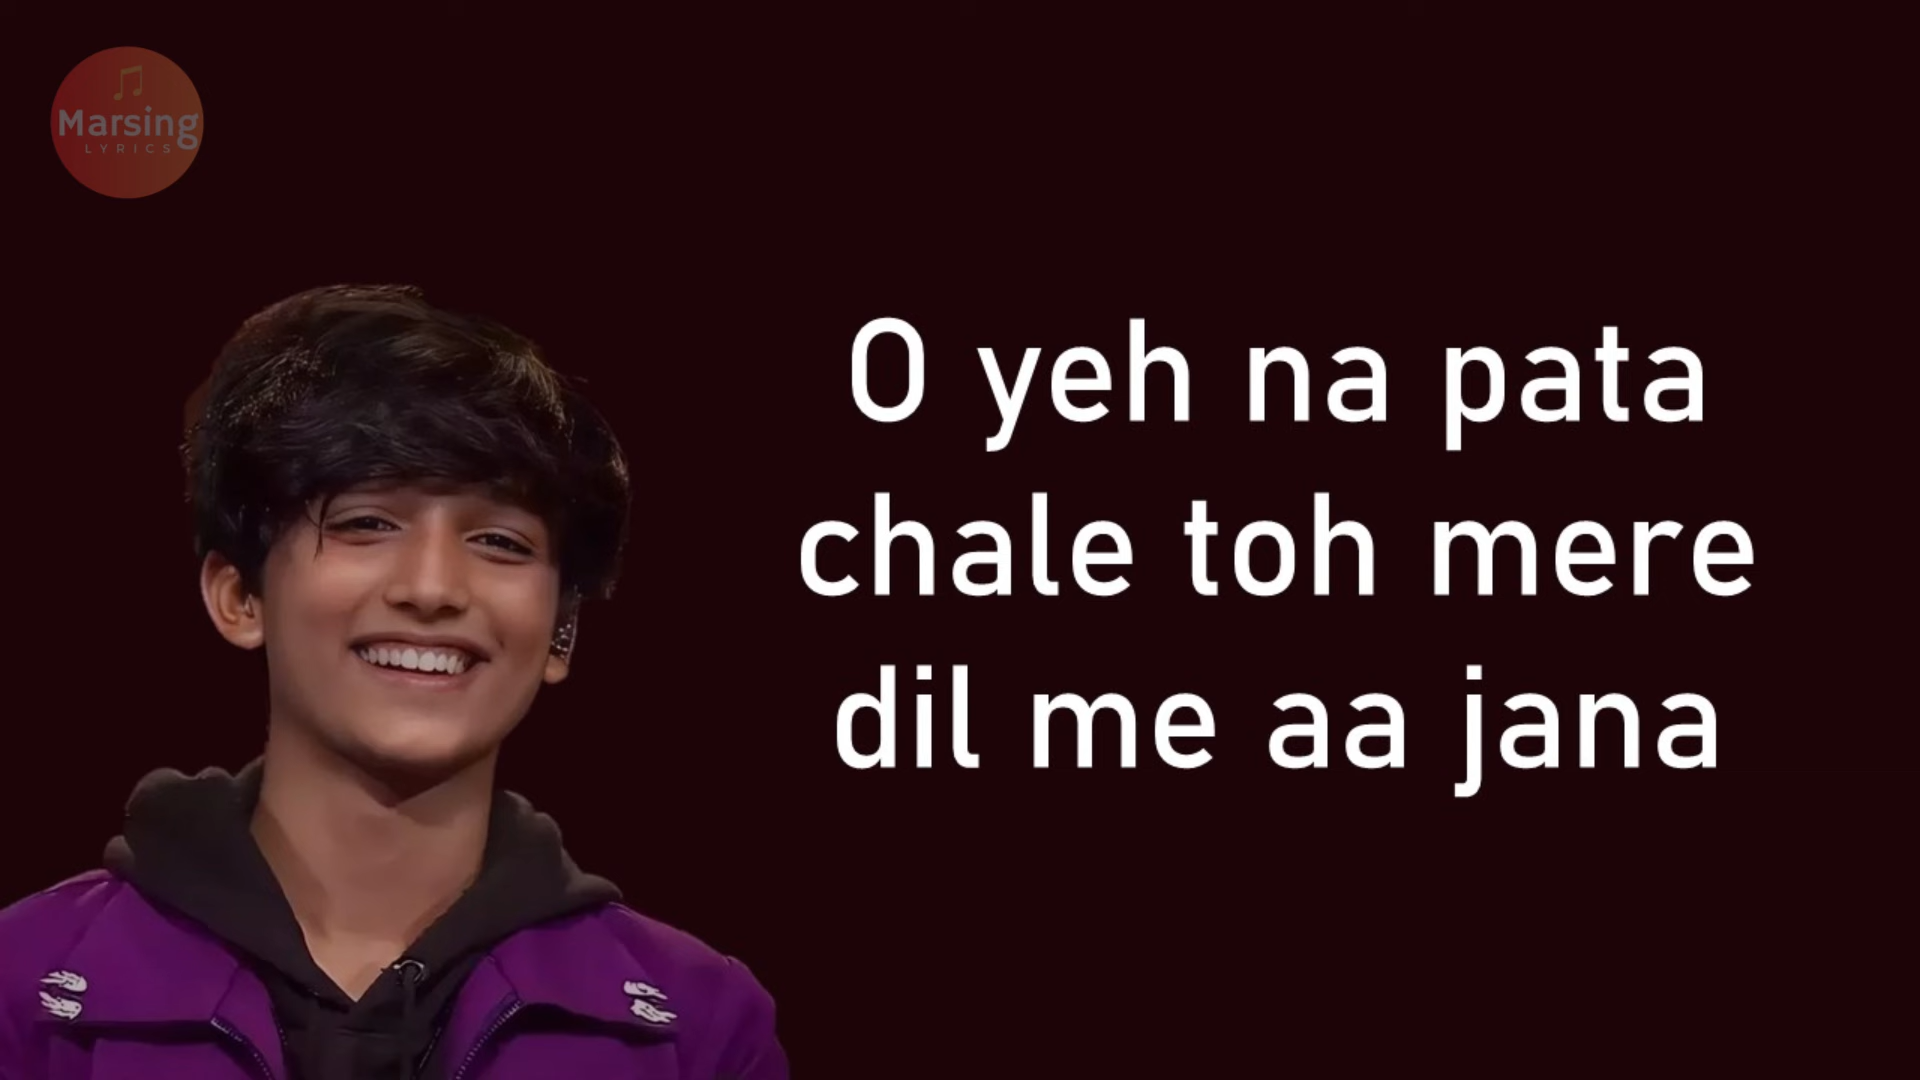 Marsing
LYRICS
O yeh na pata
chale toh mere
dil me aa jana